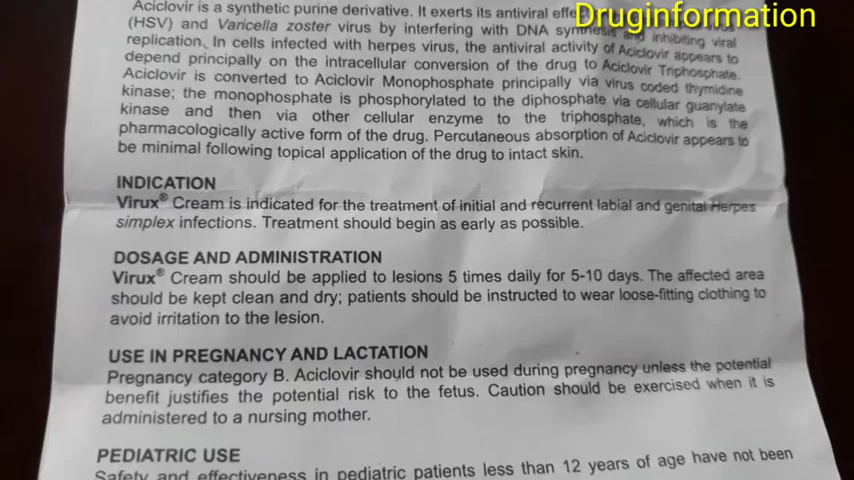 Druginformation
Aciclovir is a synthetic purine derivative. It exerts its antiviral
(HSV) and Varicella zoster virus by interfering with DNA synthesis and inhibiting viral
replication. In cells infected with herpes virus, the antiviral activity of Aciclovir appears to
depend principally on the intracellular conversion of the drug to Aciclovir Triphosphate.
Aciclovir is converted to Aciclovir Monophosphate principally via virus coded thymidine
kinase; the monophosphate is phosphorylated to the diphosphate via cellular guanylate
kinase and then via other cellular enzyme to the triphosphate, which is the
pharmacologically active form of the drug. Percutaneous absorption of Aciclovir appears to
be minimal following topical application of the drug to intact skin.
INDICATION
Virux® Cream is indicated for the treatment of initial and recurrent labial and genital Herpes
simplex infections. Treatment should begin as early as possible.
DOSAGE AND ADMINISTRATION
Virux® Cream should be applied to lesions 5 times daily for 5-10 days. The affected area
should be kept clean and dry; patients should be instructed to wear loose-fitting clothing to
avoid irritation to the lesion.
USE IN PREGNANCY AND LACTATION
Pregnancy category B. Aciclovir should not be used during pregnancy unless the potential
benefit justifies the potential risk to the fetus. Caution should be exercised when it is
administered to a nursing mother.
PEDIATRIC USE
Safety and effectiveness in pediatric patients less than 12 years of age have not been